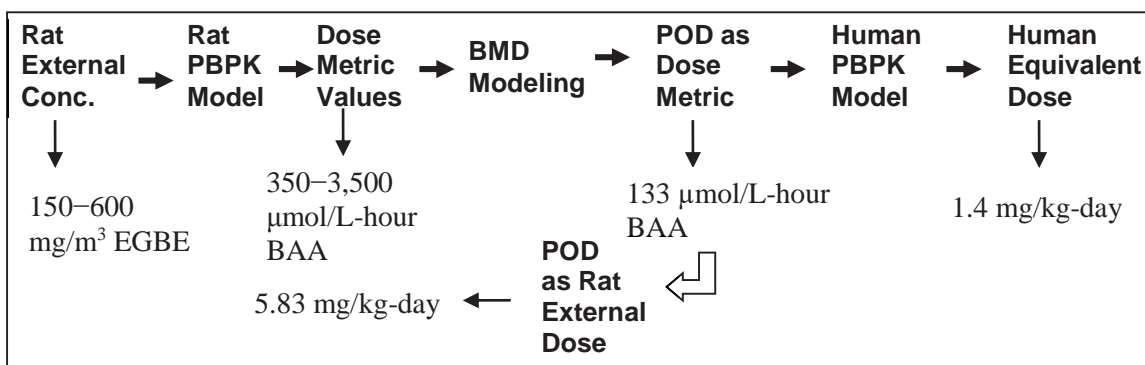 Rat
External
Conc.
Rat
PBPK
Model
Dose
Metric
Values
BMD
Modeling
POD as
Dose
Metric
Human
PBPK
Model
Human
Equivalent
Dose
150−600
mg/m³ EGBE
350−3,500
µmol/L-hour
BAA
133 µmol/L-hour
BAA
1.4 mg/kg-day
POD
as Rat
External
Dose
5.83 mg/kg-day